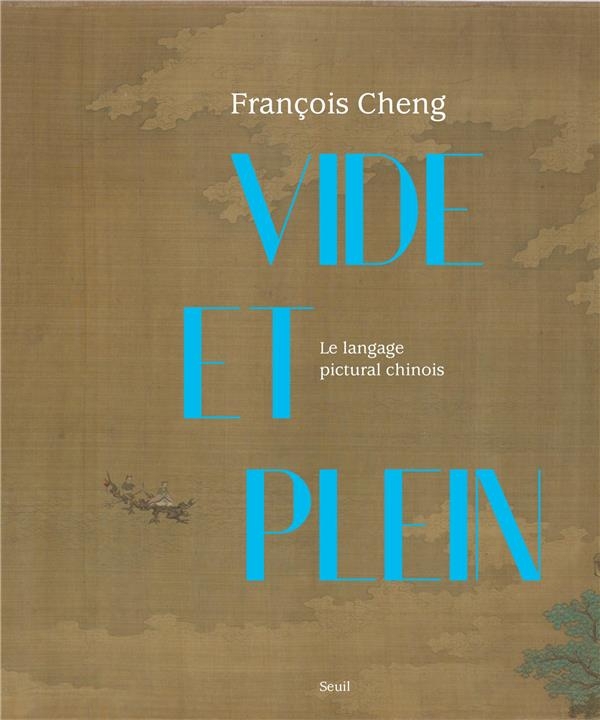 François Cheng
VIDE
ET
Le langage
pictural chinois
PLEIN
Seuil